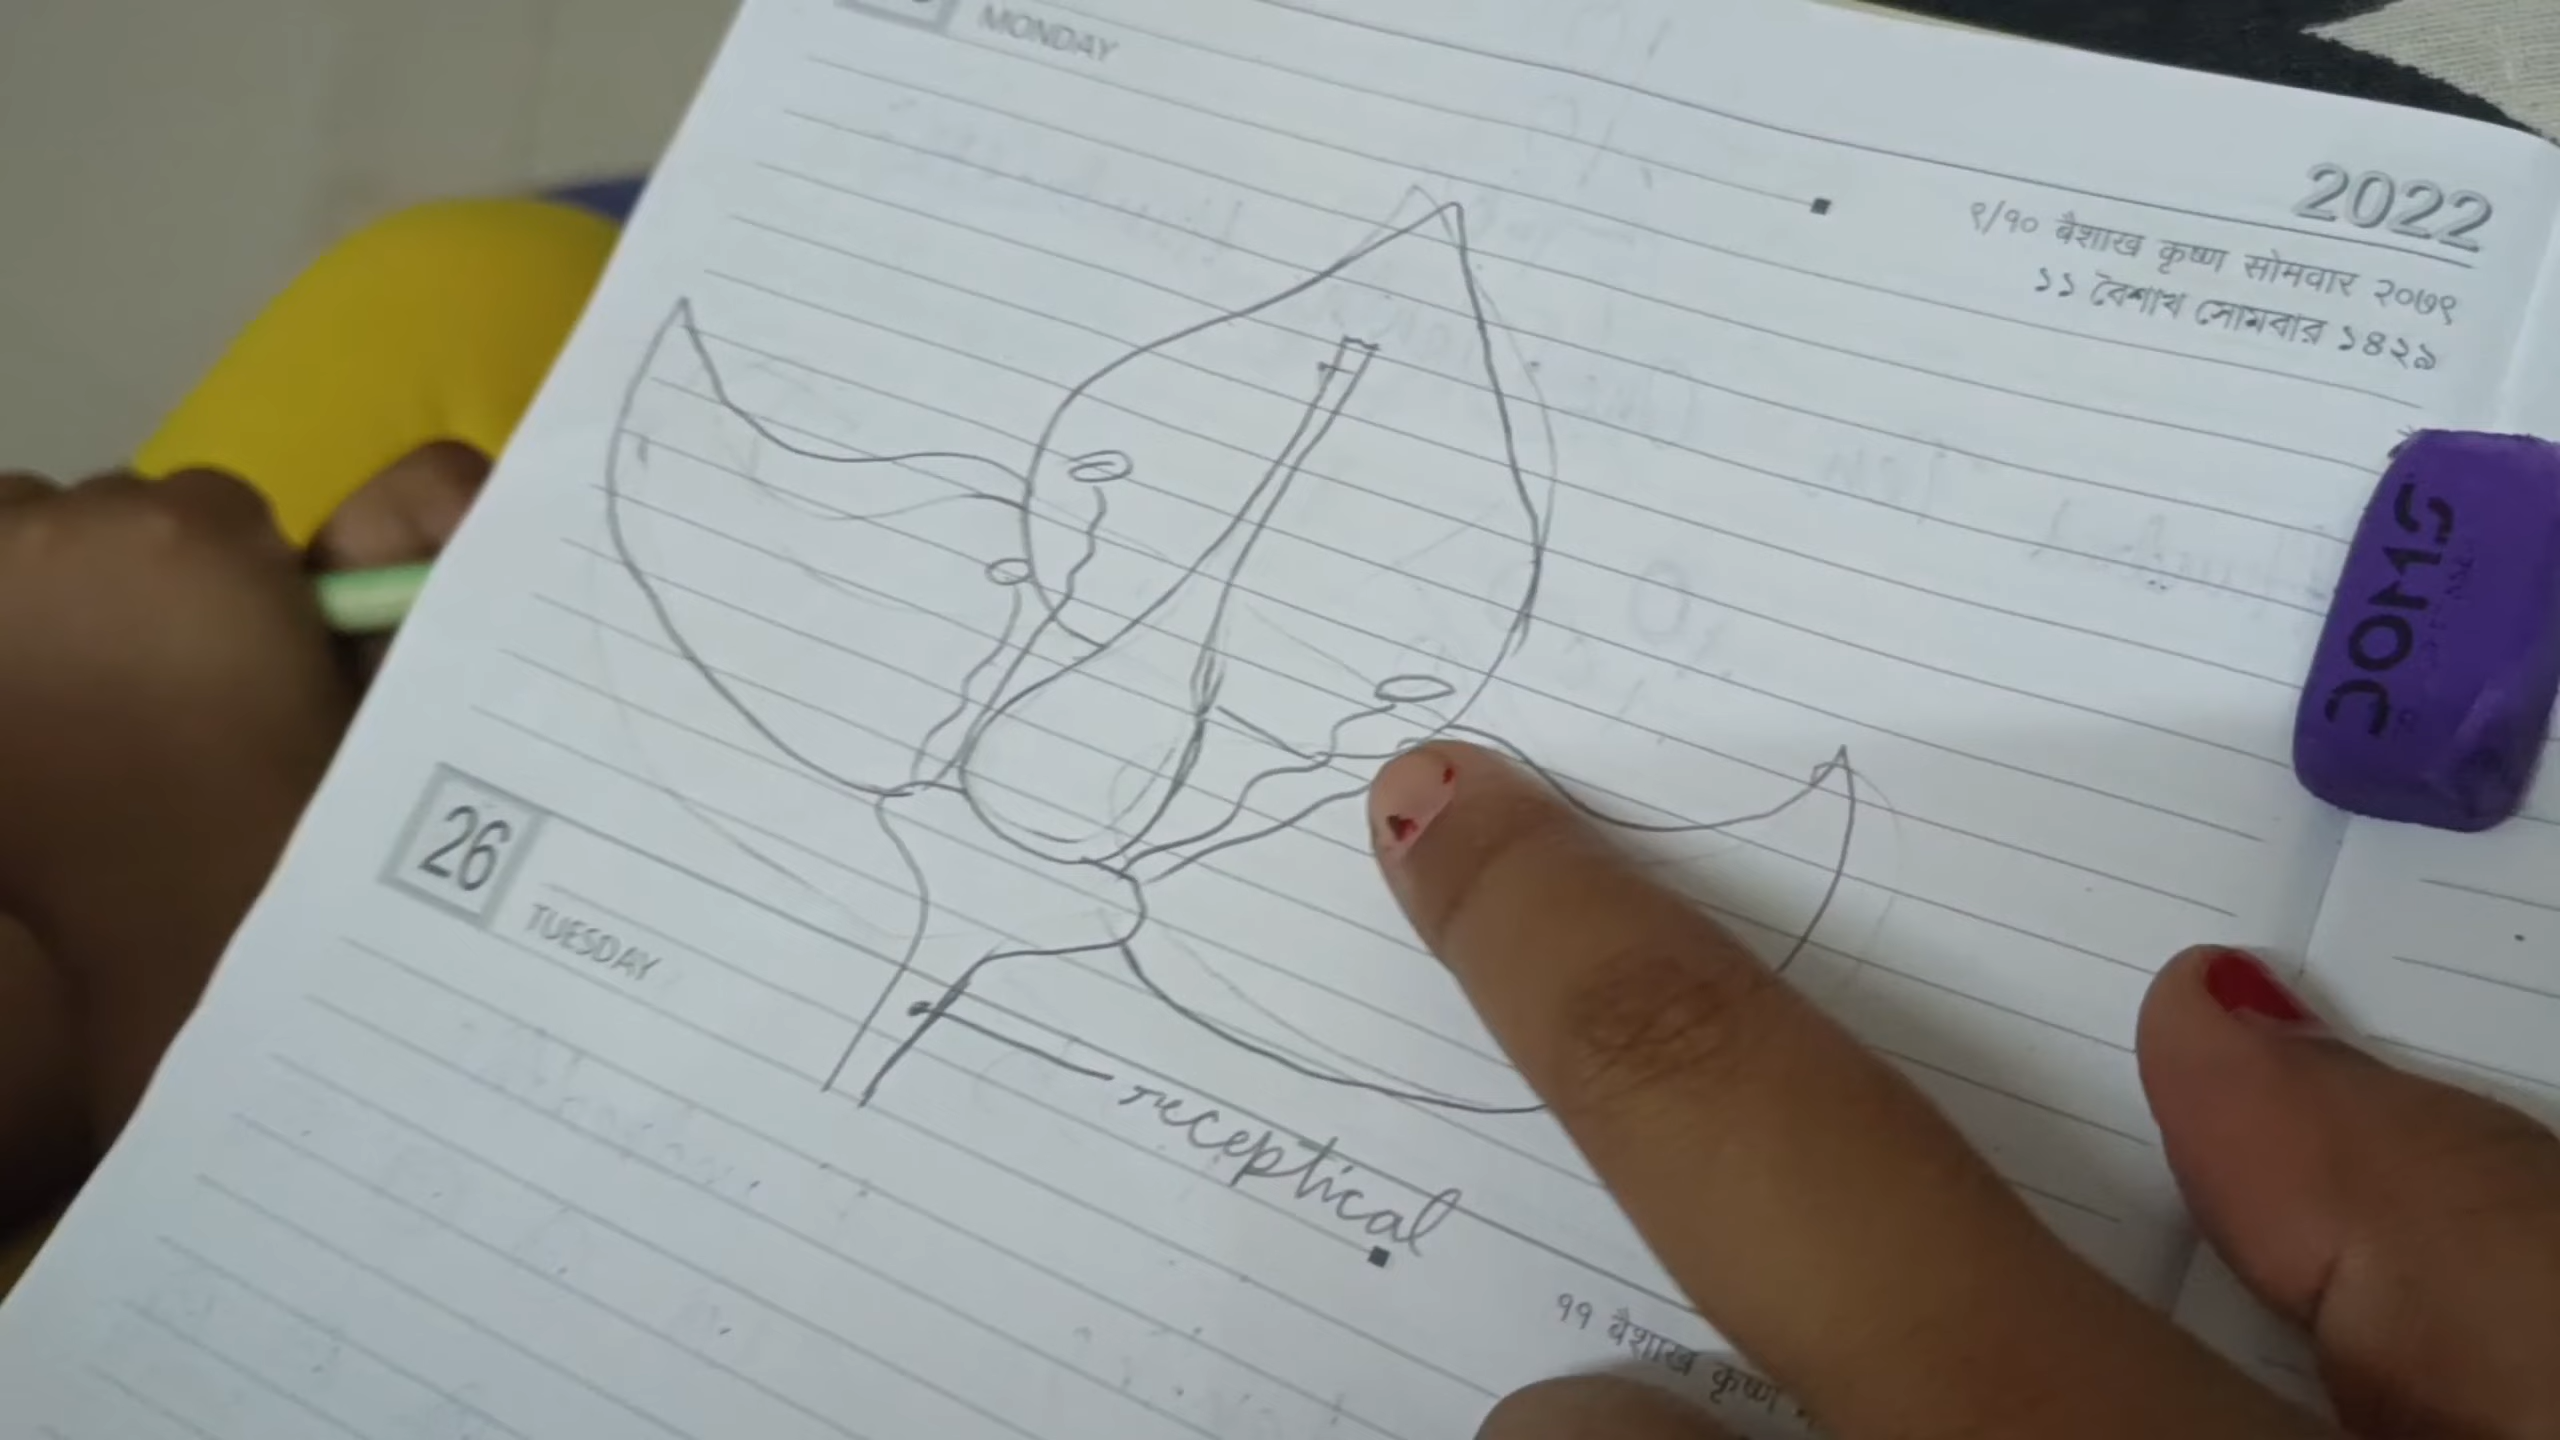 MONDAY
2022
९/१० बैशाख कृष्ण सोमवार २०७९
১১ বৈশাখ সোমবার ১৪২৯
DOMS
26
TUESDAY
receptical
११ बैशाख कृष्ण